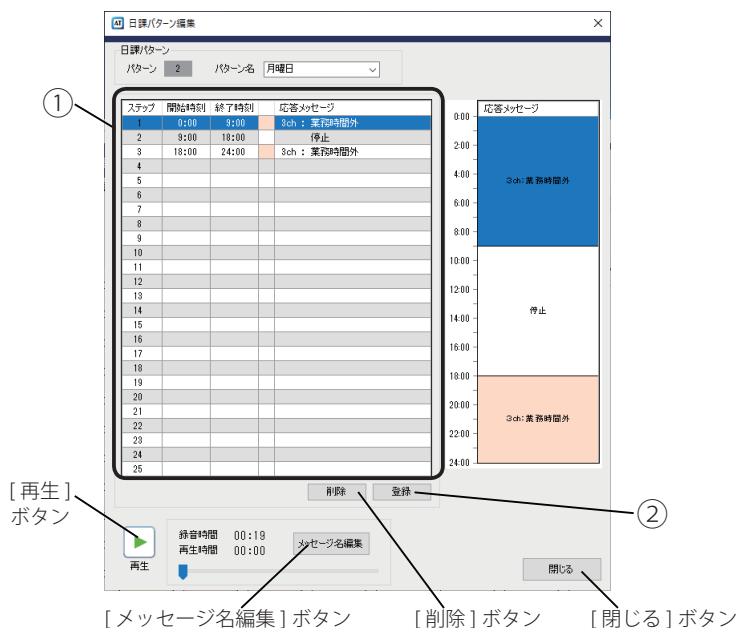 AT 日課パターン編集
日課パターン
パターン 2 パターン名 月曜日
①
ステップ 開始時刻 終了時刻 応答メッセージ
1 0:00 9:00 3ch : 業務時間外
2 9:00 18:00 停止
3 18:00 24:00 3ch : 業務時間外
4
5
6
7
8
9
10
11
12
13
14
15
16
17
18
19
20
21
22
23
24
25
応答メッセージ
0:00
2:00
4:00
3ch:業務時間外
6:00
8:00
10:00
12:00
停止
14:00
16:00
18:00
20:00
3ch:業務時間外
22:00
24:00
削除 登録
②
[ 再生 ]
ボタン
再生
録音時間 00:19
再生時間 00:00
メッセージ名編集
閉じる
[ メッセージ名編集 ] ボタン [ 削除 ] ボタン [ 閉じる ] ボタン